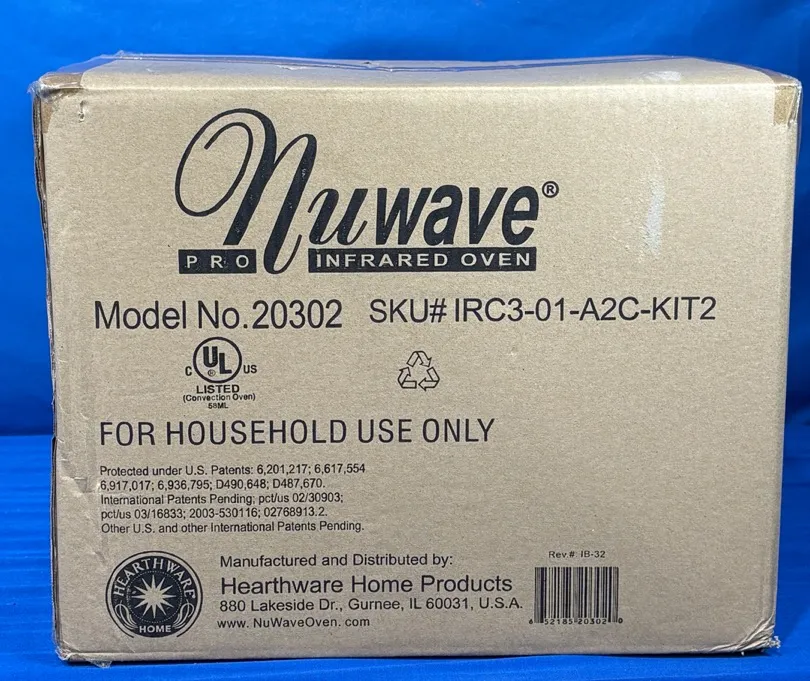 Nuwave®
PRO INFRARED OVEN
Model No.20302 SKU# IRC3-01-A2C-KIT2
C UL ® US
LISTED
(Convection Oven)
58ML
FOR HOUSEHOLD USE ONLY
Protected under U.S. Patents: 6,201,217; 6,617,554
6,917,017; 6,936,795; D490,648; D487,670.
International Patents Pending; pct/us 02/30903;
pct/us 03/16833; 2003-530116; 02768913.2.
Other U.S. and other International Patents Pending.
HEARTHWARE
HOME
Manufactured and Distributed by:
Hearthware Home Products
880 Lakeside Dr., Gurnee, IL 60031, U.S.A.
www. NuWaveOven. com
Rev.#: IB-32
6 52185 20302 0